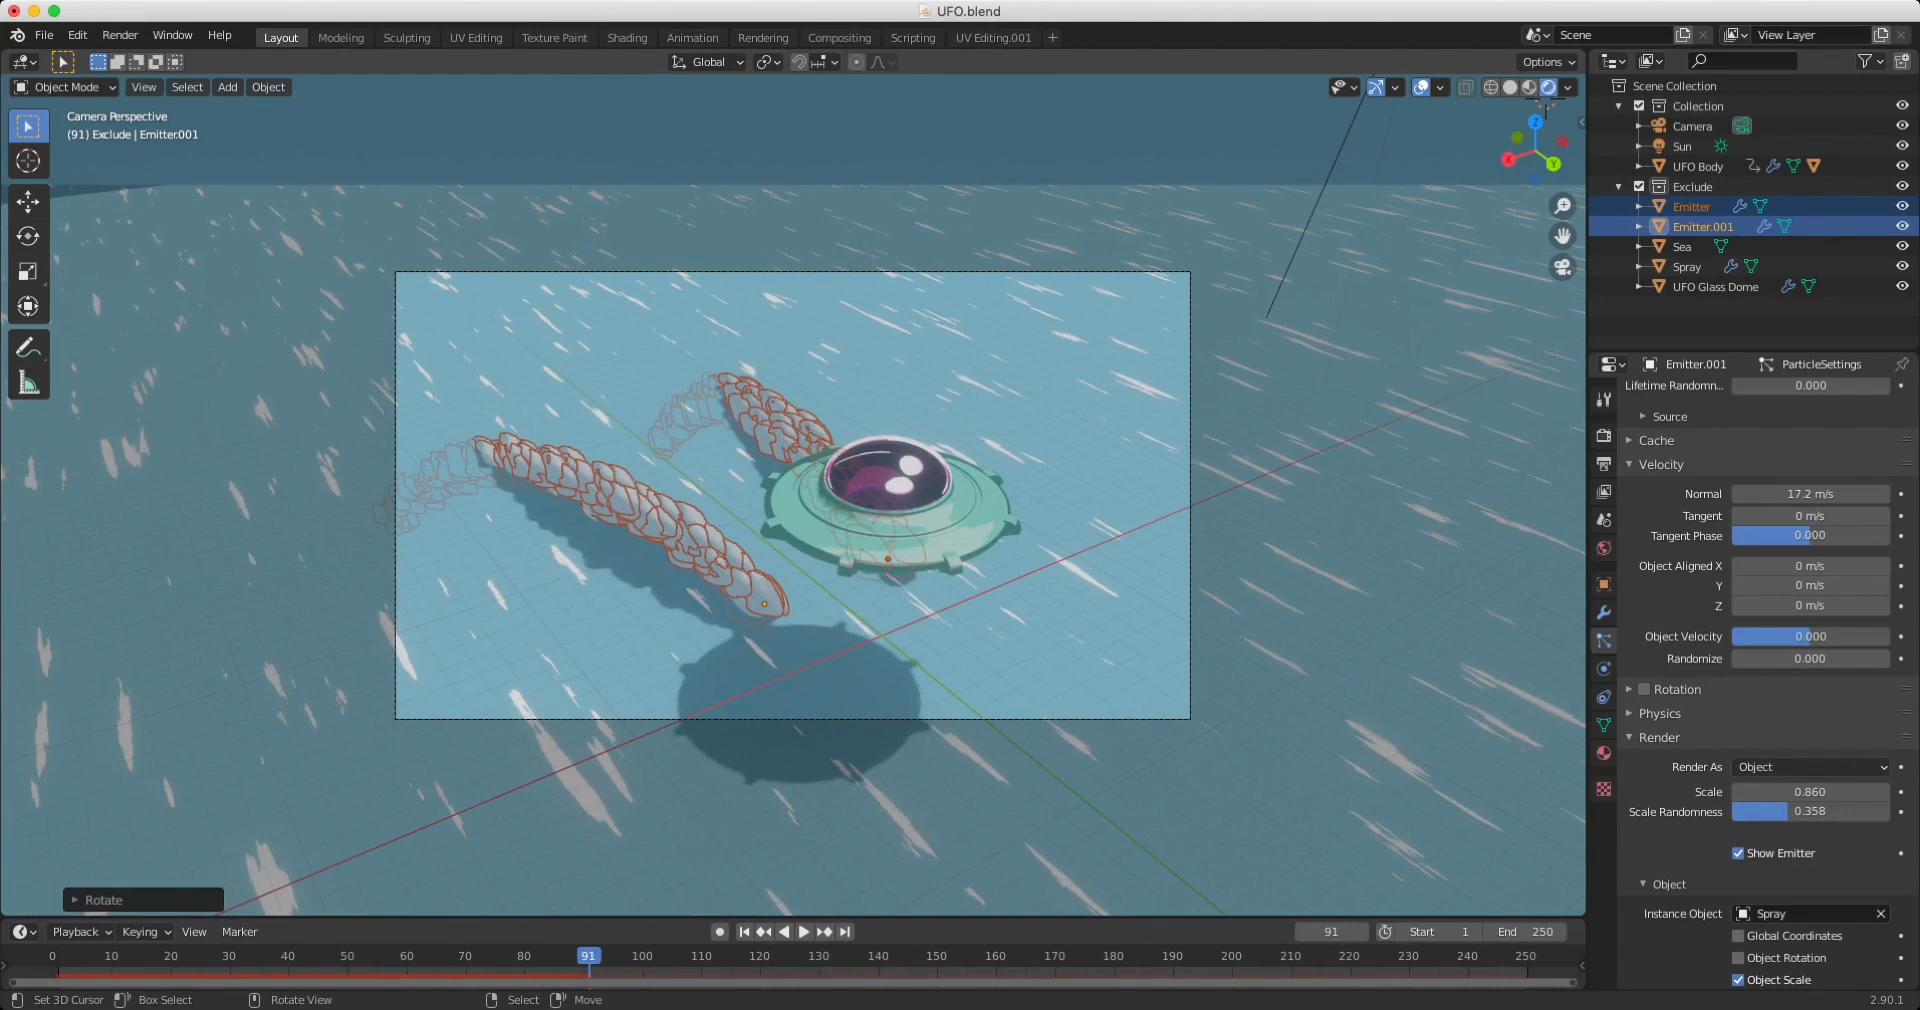 UFO.blend
File Edit Render Window Help Layout Modeling Sculpting UV Editing Texture Paint Shading Animation Rendering Compositing Scripting UV Editing.001 + Scene View Layer
Global Options
Object Mode View Select Add Object
Camera Perspective
(91) Exclude | Emitter.001
Z
X
Y
Scene Collection
Collection
Camera
Sun
UFO Body
Exclude
Emitter
Emitter.001
Sea
Spray
UFO Glass Dome
Emitter.001 ParticleSettings
Lifetime Randomn... 0.000
Source
Cache
Velocity
Normal 17.2 m/s
Tangent 0 m/s
Tangent Phase 0.000
Object Aligned X 0 m/s
Y 0 m/s
Z 0 m/s
Object Velocity 0.000
Randomize 0.000
Rotation
Physics
Render
Render As Object
Scale 0.860
Scale Randomness 0.358
Show Emitter
Object
Instance Object Spray
Global Coordinates
Object Rotation
Object Scale
Rotate
Playback Keying View Marker 91 Start 1 End 250
0 10 20 30 40 50 60 70 80 91 100 110 120 130 140 150 160 170 180 190 200 210 220 230 240 250
Set 3D Cursor Box Select Rotate View Select Move 2.90.1